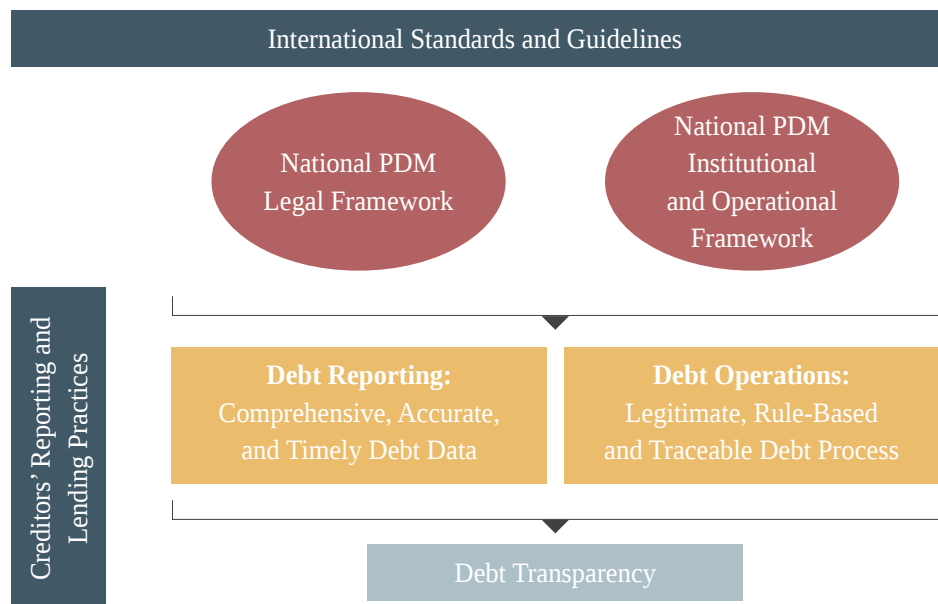 International Standards and Guidelines
National PDM
Legal Framework
National PDM
Institutional
and Operational
Framework
Creditors’ Reporting and
Lending Practices
Debt Reporting:
Comprehensive, Accurate,
and Timely Debt Data
Debt Operations:
Legitimate, Rule-Based
and Traceable Debt Process
Debt Transparency